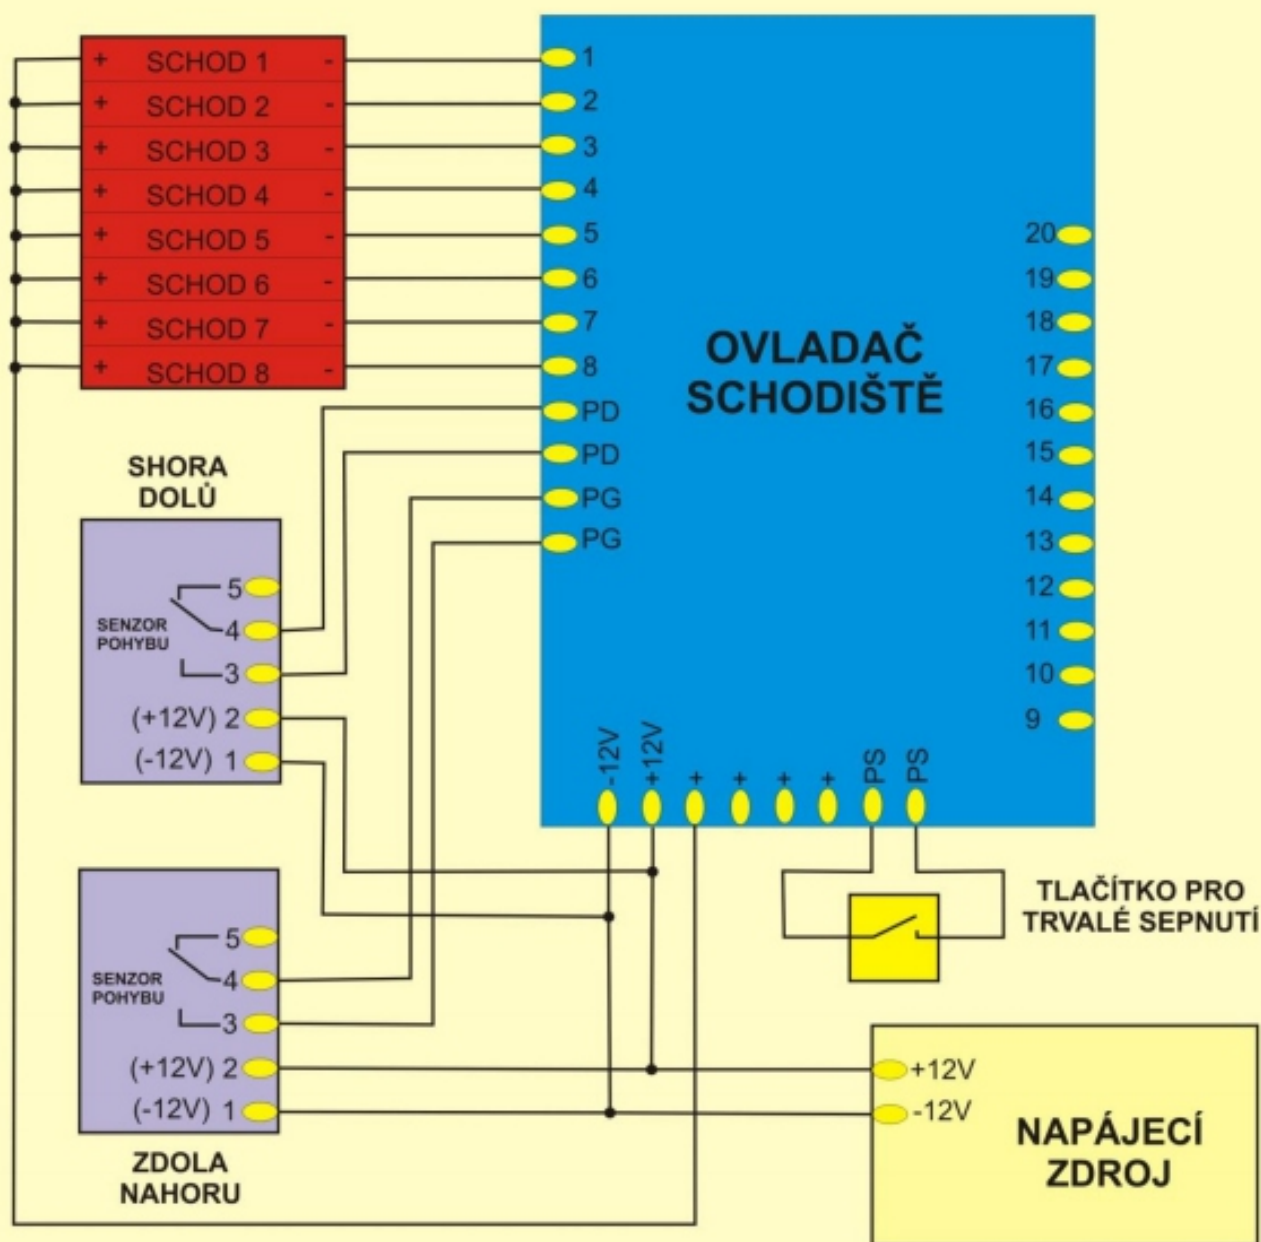 + SCHOD 1 -
+ SCHOD 2 -
+ SCHOD 3 -
+ SCHOD 4 -
+ SCHOD 5 -
+ SCHOD 6 -
+ SCHOD 7 -
+ SCHOD 8 -
1
2
3
4
5
6
7
8
PD
PD
PG
PG
OVLADAČ
SCHODIŠTĚ
20
19
18
17
16
15
14
13
12
11
10
9
-12V
+12V
+
+
+
+
PS
PS
SHORA
DOLŮ
5
4
3
SENZOR
POHYBU
(+12V) 2
(-12V) 1
5
4
3
SENZOR
POHYBU
(+12V) 2
(-12V) 1
ZDOLA
NAHORU
TLAČÍTKO PRO
TRVALÉ SEPNUTÍ
+12V
-12V
NAPÁJECÍ
ZDROJ